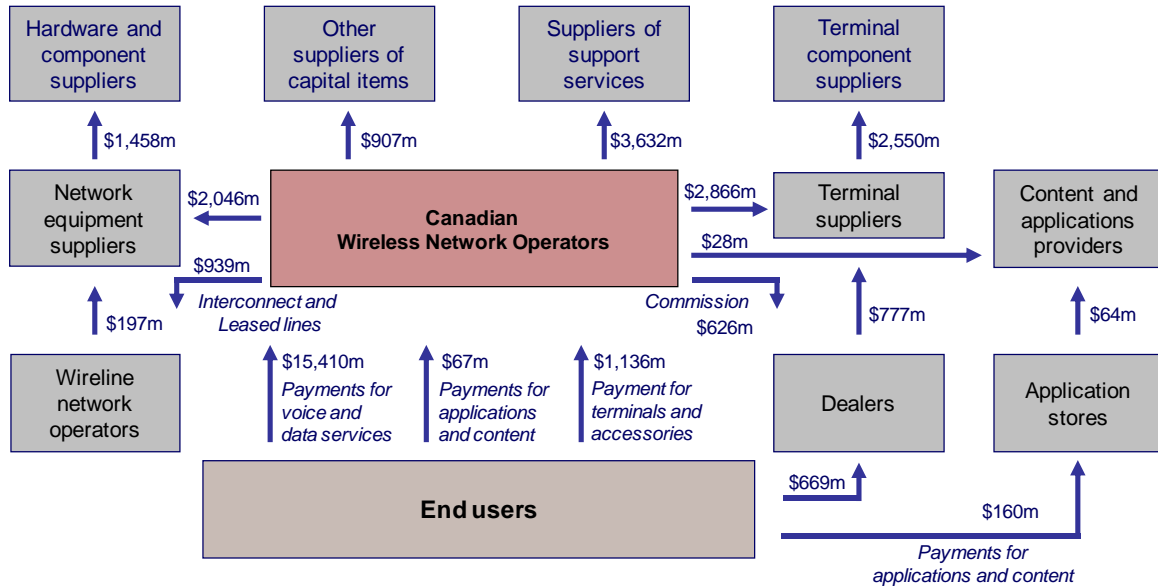 Hardware and
component
suppliers
Other
suppliers of
capital items
Suppliers of
support
services
Terminal
component
suppliers
$1,458m
$907m
$3,632m
$2,550m
Network
equipment
suppliers
$2,046m
Canadian
Wireless Network Operators
$2,866m
Terminal
suppliers
Content and
applications
providers
$28m
$939m
Interconnect and
Leased lines
Commission
$626m
$197m
$777m
$64m
Wireline
network
operators
$15,410m
Payments for
voice and
data services
$67m
Payments for
applications
and content
$1,136m
Payment for
terminals and
accessories
Dealers
Application
stores
End users
$669m
$160m
Payments for
applications and content